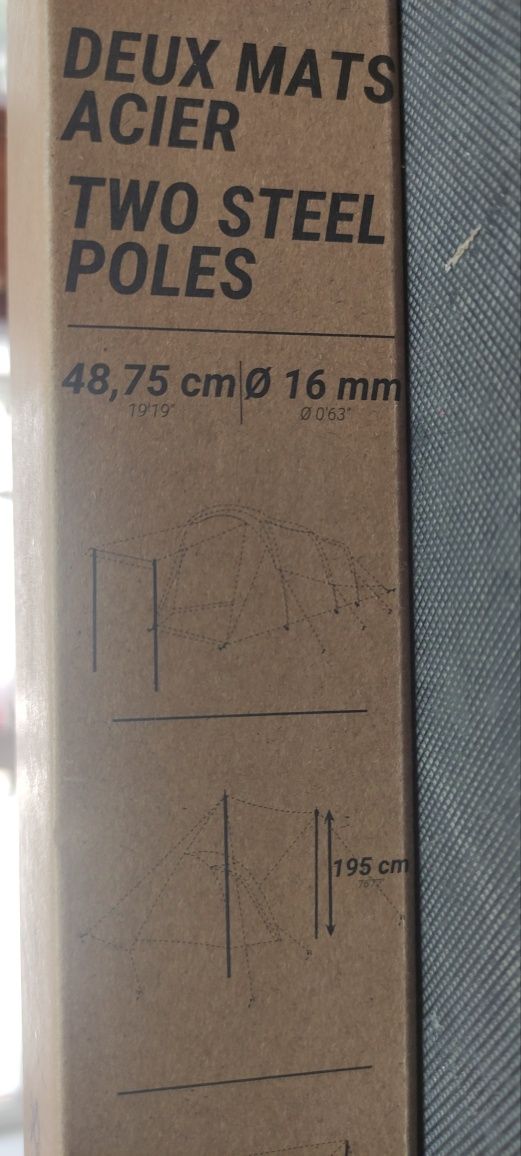 DEUX MATS
ACIER
TWO STEEL
POLES
48,75 cm Ø 16 mm
19'19" Ø 0'63"
195 cm